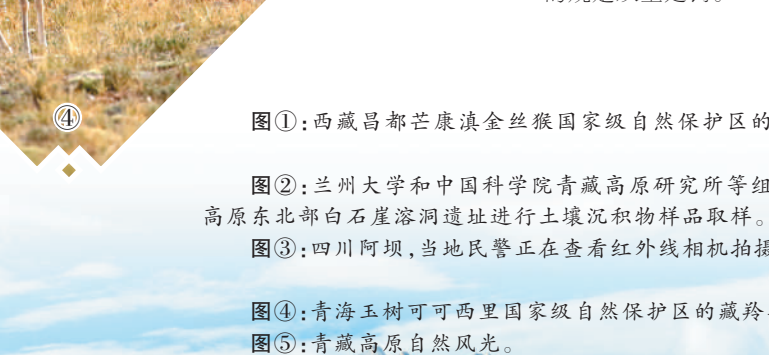 ④
图①:西藏昌都芒康滇金丝猴国家级自然保护区的
图②:兰州大学和中国科学院青藏高原研究所等组
高原东北部白石崖溶洞遗址进行土壤沉积物样品取样。
图③:四川阿坝,当地民警正在查看红外线相机拍摄
图④:青海玉树可可西里国家级自然保护区的藏羚
图⑤:青藏高原自然风光。